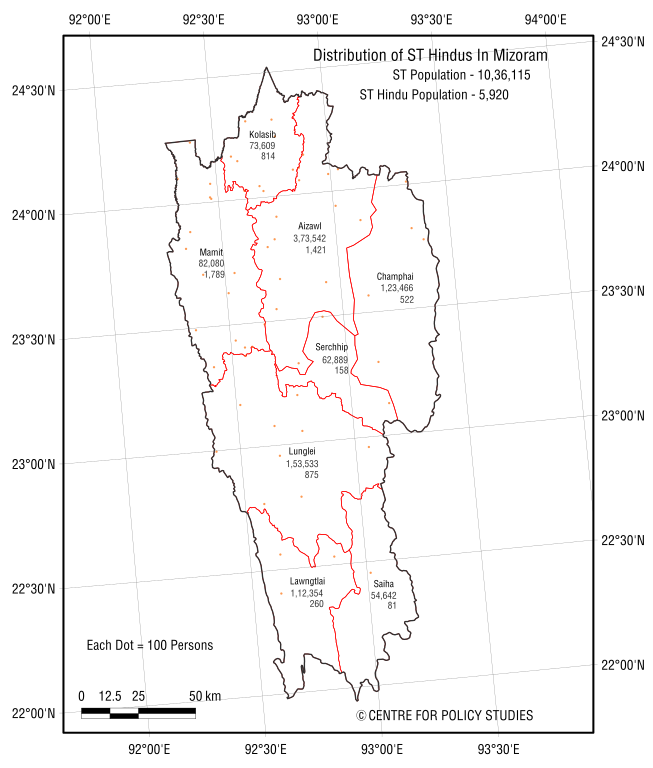 92°00'E 92°30'E 93°00'E 93°30'E 94°00'E
24°30'N
Distribution of ST Hindus In Mizoram
ST Population - 10,36,115
ST Hindu Population - 5,920
24°30'N
Kolasib
73,609
814
24°00'N
24°00'N
Aizawl
3,73,542
1,421
Mamit
82,080
1,789
Champhai
1,23,466
522
23°30'N
23°30'N
Serchhip
62,889
158
23°00'N
23°00'N
Lunglei
1,53,533
875
22°30'N
22°30'N
Lawngtlai
1,12,354
260
Saiha
54,642
81
Each Dot = 100 Persons
22°00'N
0 12.5 25 50 km
22°00'N
© CENTRE FOR POLICY STUDIES
92°00'E 92°30'E 93°00'E 93°30'E